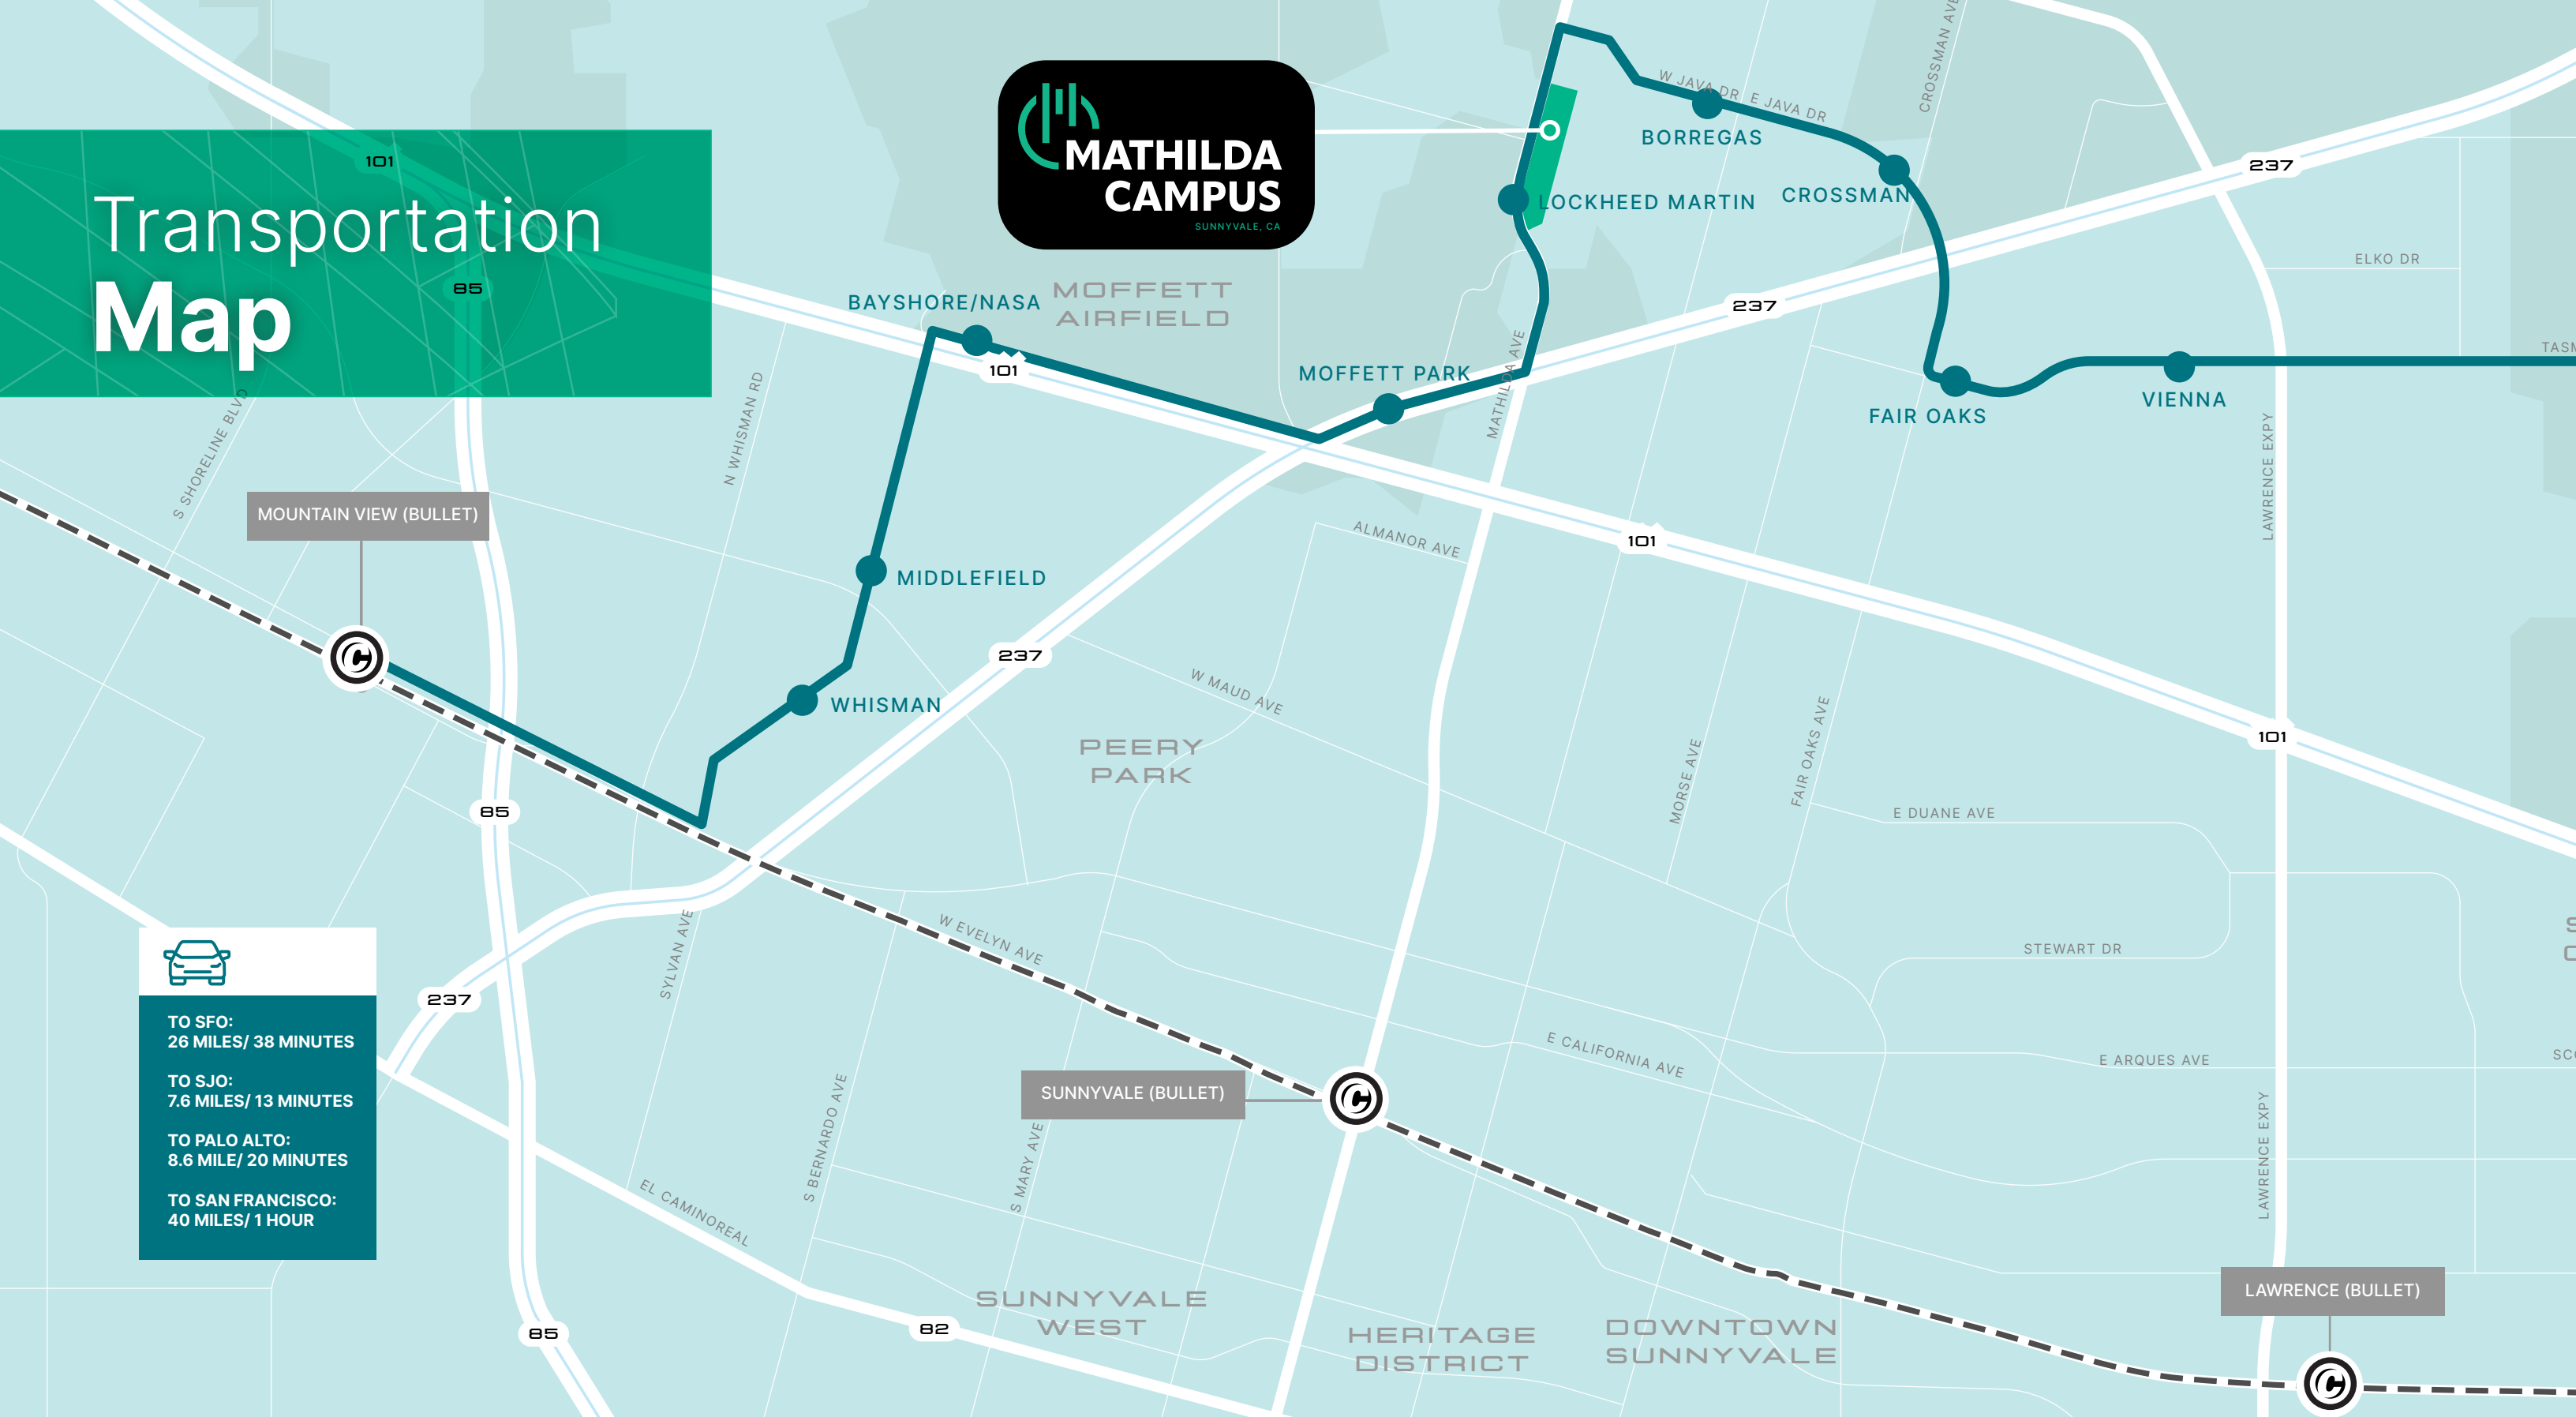 Transportation
Map
101
85
MATHILDA
CAMPUS
SUNNYVALE, CA
W JAVA DR
E JAVA DR
CROSSMAN AVE
BORREGAS
LOCKHEED MARTIN
CROSSMAN
237
ELKO DR
BAYSHORE/NASA
MOFFETT
AIRFIELD
101
237
MOFFETT PARK
MATHILDA AVE
FAIR OAKS
VIENNA
LAWRENCE EXPY
S SHORELINE BLVD
N WHISMAN RD
MOUNTAIN VIEW (BULLET)
ALMANOR AVE
101
MIDDLEFIELD
237
WHISMAN
W MAUD AVE
PEERY
PARK
MORSE AVE
FAIR OAKS AVE
101
85
E DUANE AVE
W EVELYN AVE
SYLVAN AVE
STEWART DR
237
TO SFO:
26 MILES/ 38 MINUTES
TO SJO:
7.6 MILES/ 13 MINUTES
TO PALO ALTO:
8.6 MILE/ 20 MINUTES
TO SAN FRANCISCO:
40 MILES/ 1 HOUR
E CALIFORNIA AVE
E ARQUES AVE
SUNNYVALE (BULLET)
S BERNARDO AVE
S MARY AVE
LAWRENCE EXPY
EL CAMINOREAL
SUNNYVALE
WEST
HERITAGE
DISTRICT
DOWNTOWN
SUNNYVALE
LAWRENCE (BULLET)
85
82